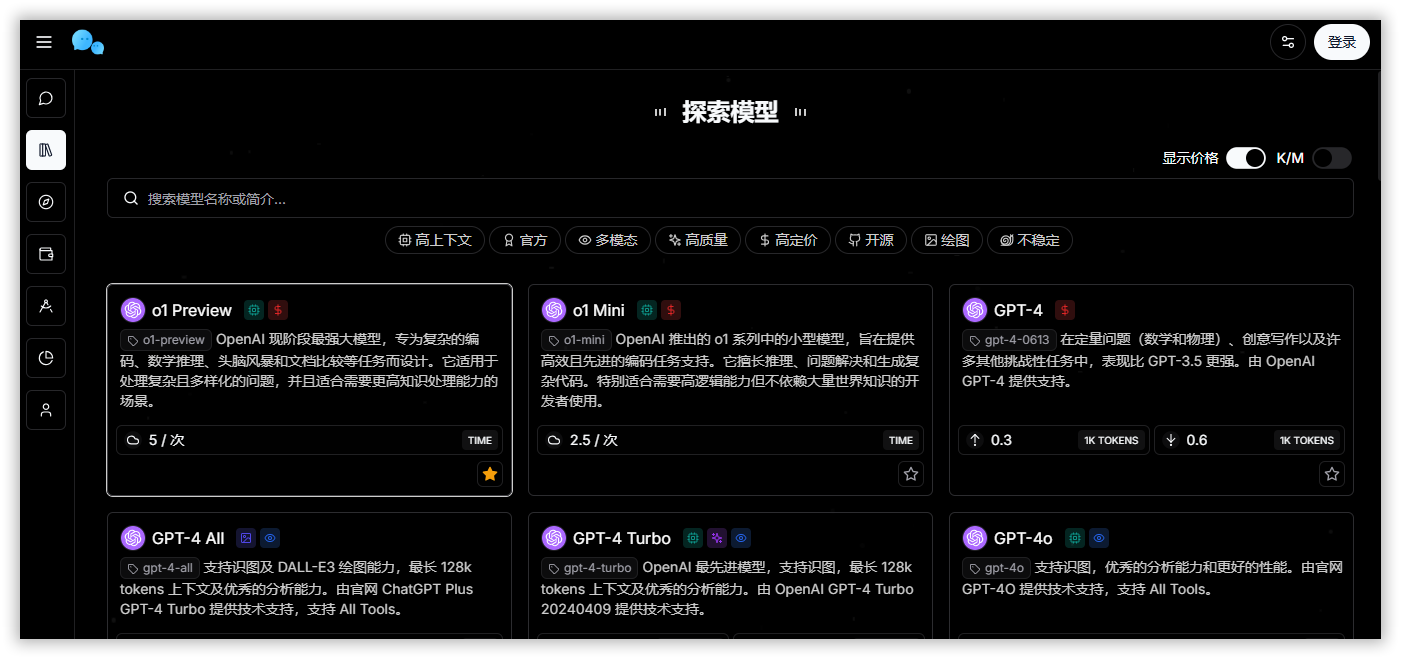 登录
探索模型
显示价格 K/M
搜索模型名称或简介...
高上下文 官方 多模态 高质量 高定价 开源 绘图 不稳定
o1 Preview
o1-preview OpenAI 现阶段最强大模型，专为复杂的编
码、数学推理、头脑风暴和文档比较等任务而设计。它适用于
处理复杂且多样化的问题，并且适合需要更高知识处理能力的
场景。
5 / 次 TIME
o1 Mini
o1-mini OpenAI 推出的 o1 系列中的小型模型，旨在提供
高效且先进的编码任务支持。它擅长推理、问题解决和生成复
杂代码。特别适合需要高逻辑能力但不依赖大量世界知识的开
发者使用。
2.5 / 次 TIME
GPT-4
gpt-4-0613 在定量问题（数学和物理）、创意写作以及许
多其他挑战性任务中，表现比 GPT-3.5 更强。由 OpenAI
GPT-4 提供支持。
0.3 1K TOKENS 0.6 1K TOKENS
GPT-4 All
gpt-4-all 支持识图及 DALL-E3 绘图能力，最长 128k
tokens 上下文及优秀的分析能力。由官网 ChatGPT Plus
GPT-4 Turbo 提供技术支持，支持 All Tools。
GPT-4 Turbo
gpt-4-turbo OpenAI 最先进模型，支持识图，最长 128k
tokens 上下文及优秀的分析能力。由 OpenAI GPT-4 Turbo
20240409 提供技术支持。
GPT-4o
gpt-4o 支持识图，优秀的分析能力和更好的性能。由官网
GPT-4O 提供技术支持，支持 All Tools。